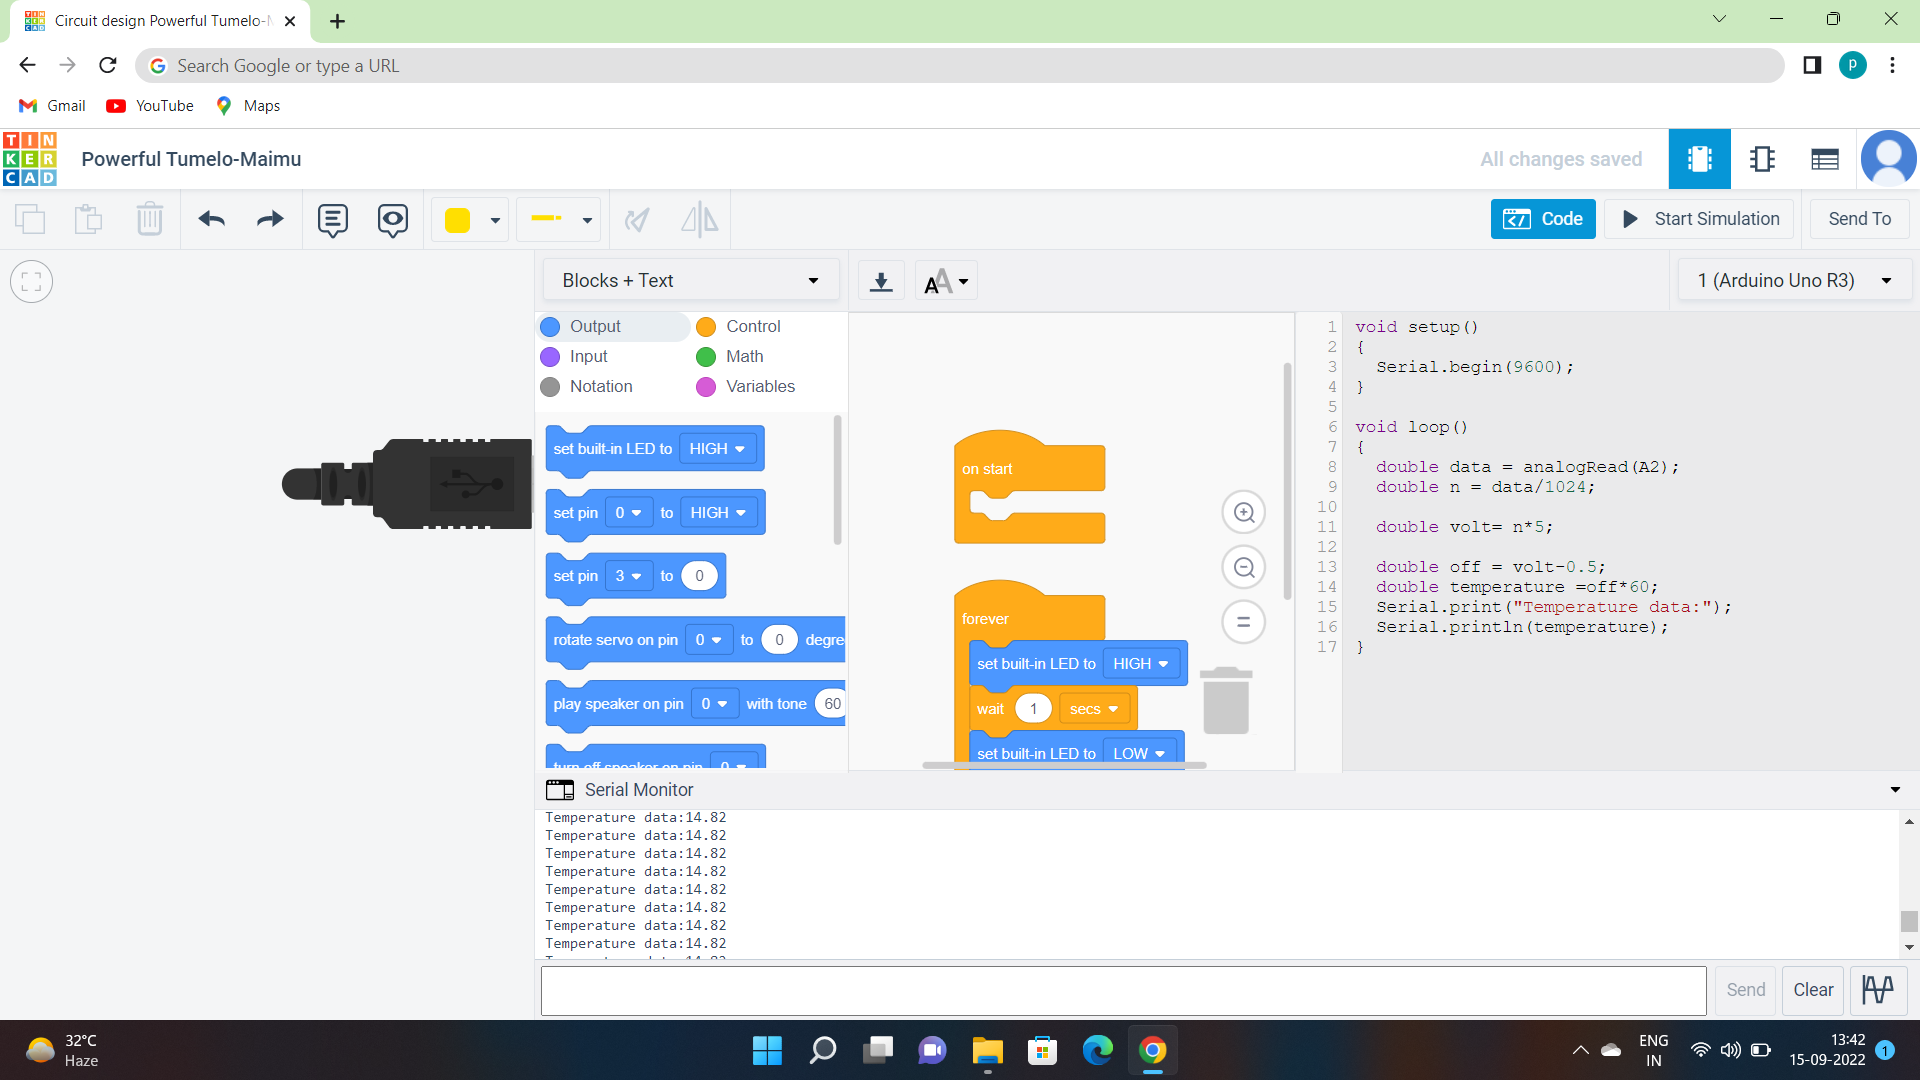 Circuit design Powerful Tumelo-M
Search Google or type a URL
P
Gmail YouTube Maps
TIN
KER
CAD
Powerful Tumelo-Maimu
All changes saved
Code
Start Simulation
Send To
Blocks + Text
AA
1 (Arduino Uno R3)
Output Control
Input Math
Notation Variables
set built-in LED to HIGH
set pin 0 to HIGH
set pin 3 to 0
rotate servo on pin 0 to 0 degre
play speaker on pin 0 with tone 60
turn off speaker on pin 0
on start
forever
set built-in LED to HIGH
wait 1 secs
set built-in LED to LOW
1 void setup()
2 {
3 Serial.begin(9600);
4 }
5
6 void loop()
7 {
8 double data = analogRead(A2);
9 double n = data/1024;
10
11 double volt= n*5;
12
13 double off = volt-0.5;
14 double temperature =off*60;
15 Serial.print("Temperature data:");
16 Serial.println(temperature);
17 }
Serial Monitor
Temperature data:14.82
Temperature data:14.82
Temperature data:14.82
Temperature data:14.82
Temperature data:14.82
Temperature data:14.82
Temperature data:14.82
Temperature data:14.82
Send
Clear
32°C
Haze
ENG
IN
13:42
15-09-2022
1